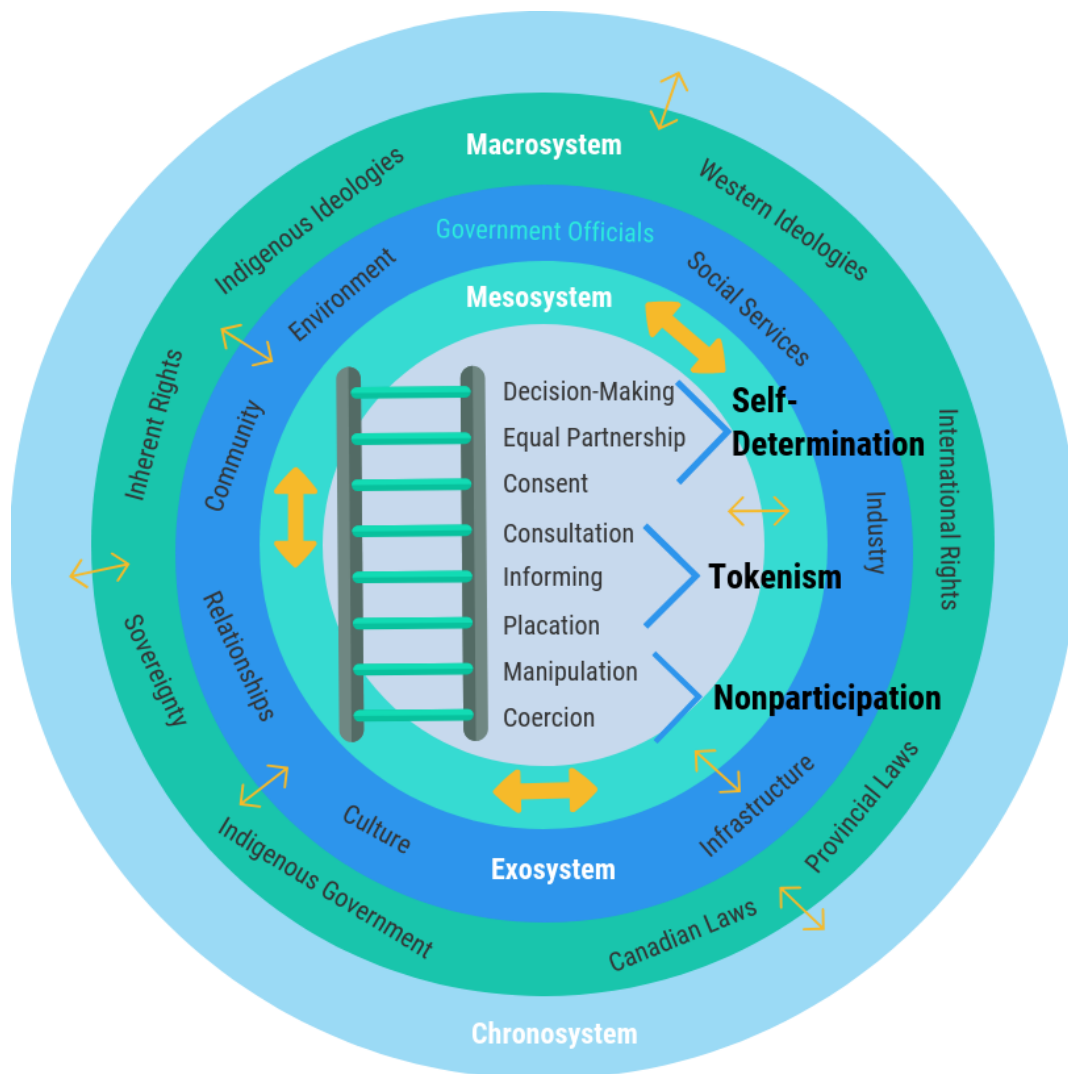 Macrosystem
Indigenous Ideologies
Western Ideologies
Inherent Rights
International Rights
Sovereignty
Provincial Laws
Indigenous Government
Canadian Laws
Government Officials
Environment
Social Services
Community
Industry
Relationships
Infrastructure
Culture
Exosystem
Mesosystem
Decision-Making
Equal Partnership
Consent
Self-
Determination
Consultation
Informing
Placation
Tokenism
Manipulation
Coercion
Nonparticipation
Chronosystem